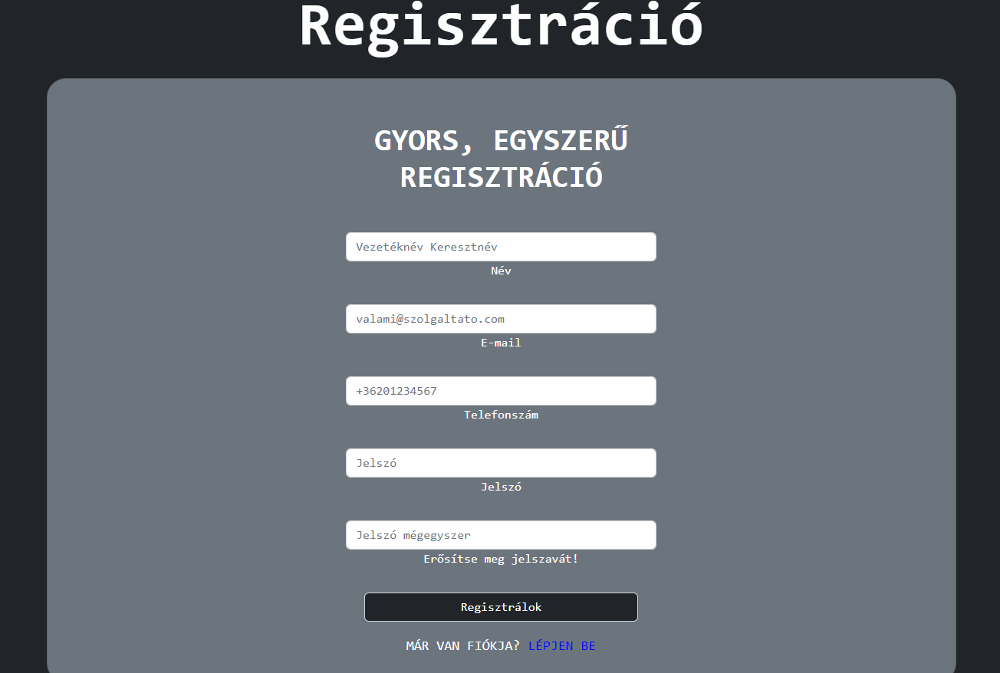 Regisztráció
GYORS, EGYSZERŰ
REGISZTRÁCIÓ
Vezetéknév Keresztnév
Név
valami@szolgaltato.com
E-mail
+36201234567
Telefonszám
Jelszó
Jelszó
Jelszó mégegyszer
Erősítse meg jelszavát!
Regisztrálok
MÁR VAN FIÓKJA? LÉPJEN BE